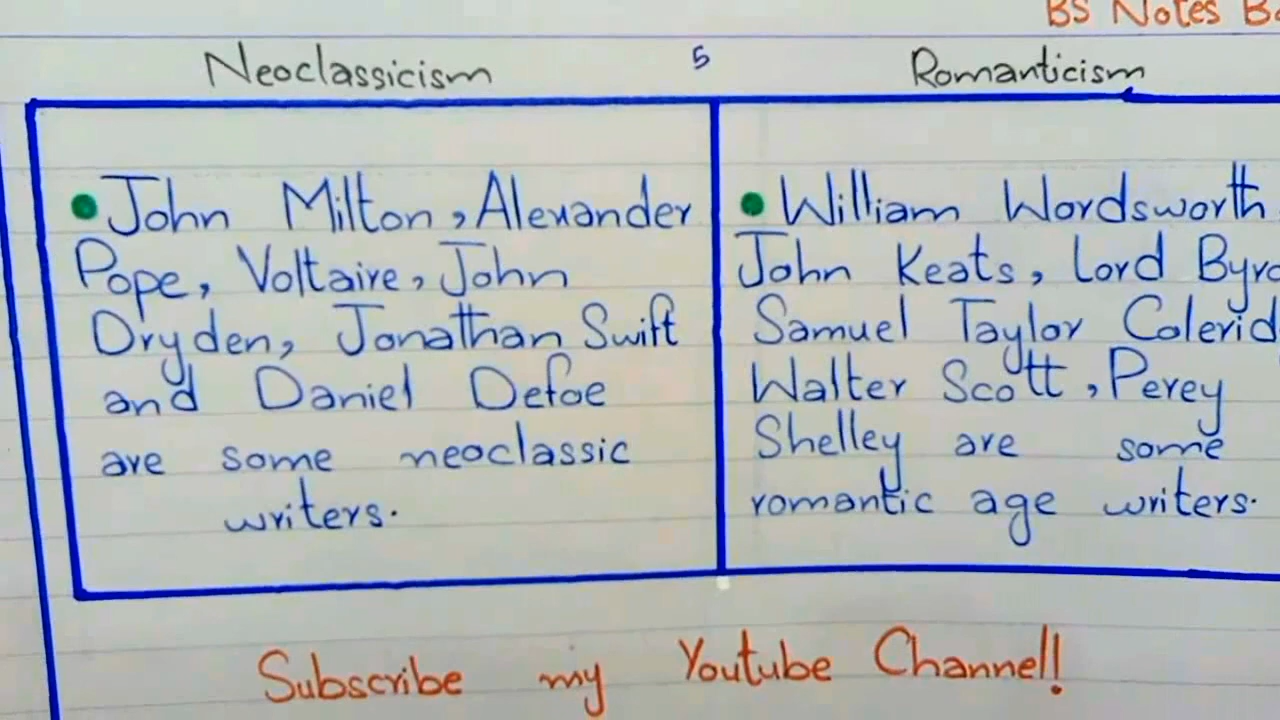 BS Notes B
Neoclassicism
5
Romanticism
• John Milton, Alexander
Pope, Voltaire, John
Dryden, Jonathan Swift
and Daniel Defoe
are some neoclassic
writers.
• William Wordsworth
John Keats, Lord Byro
Samuel Taylor Colerid
Walter Scott, Percy
Shelley are some
romantic age writers.
Subscribe my Youtube Channel!